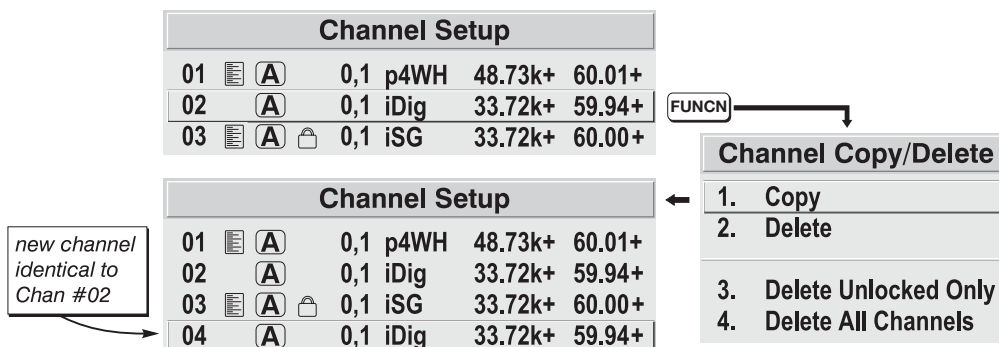 Channel Setup
01 A 0,1 p4WH 48.73k+ 60.01+
02 A 0,1 iDig 33.72k+ 59.94+
03 A 0,1 iSG 33.72k+ 60.00+
FUNCN
Channel Copy/Delete
1. Copy
2. Delete
3. Delete Unlocked Only
4. Delete All Channels
Channel Setup
01 A 0,1 p4WH 48.73k+ 60.01+
02 A 0,1 iDig 33.72k+ 59.94+
03 A 0,1 iSG 33.72k+ 60.00+
04 A 0,1 iDig 33.72k+ 59.94+
new channel
identical to
Chan #02